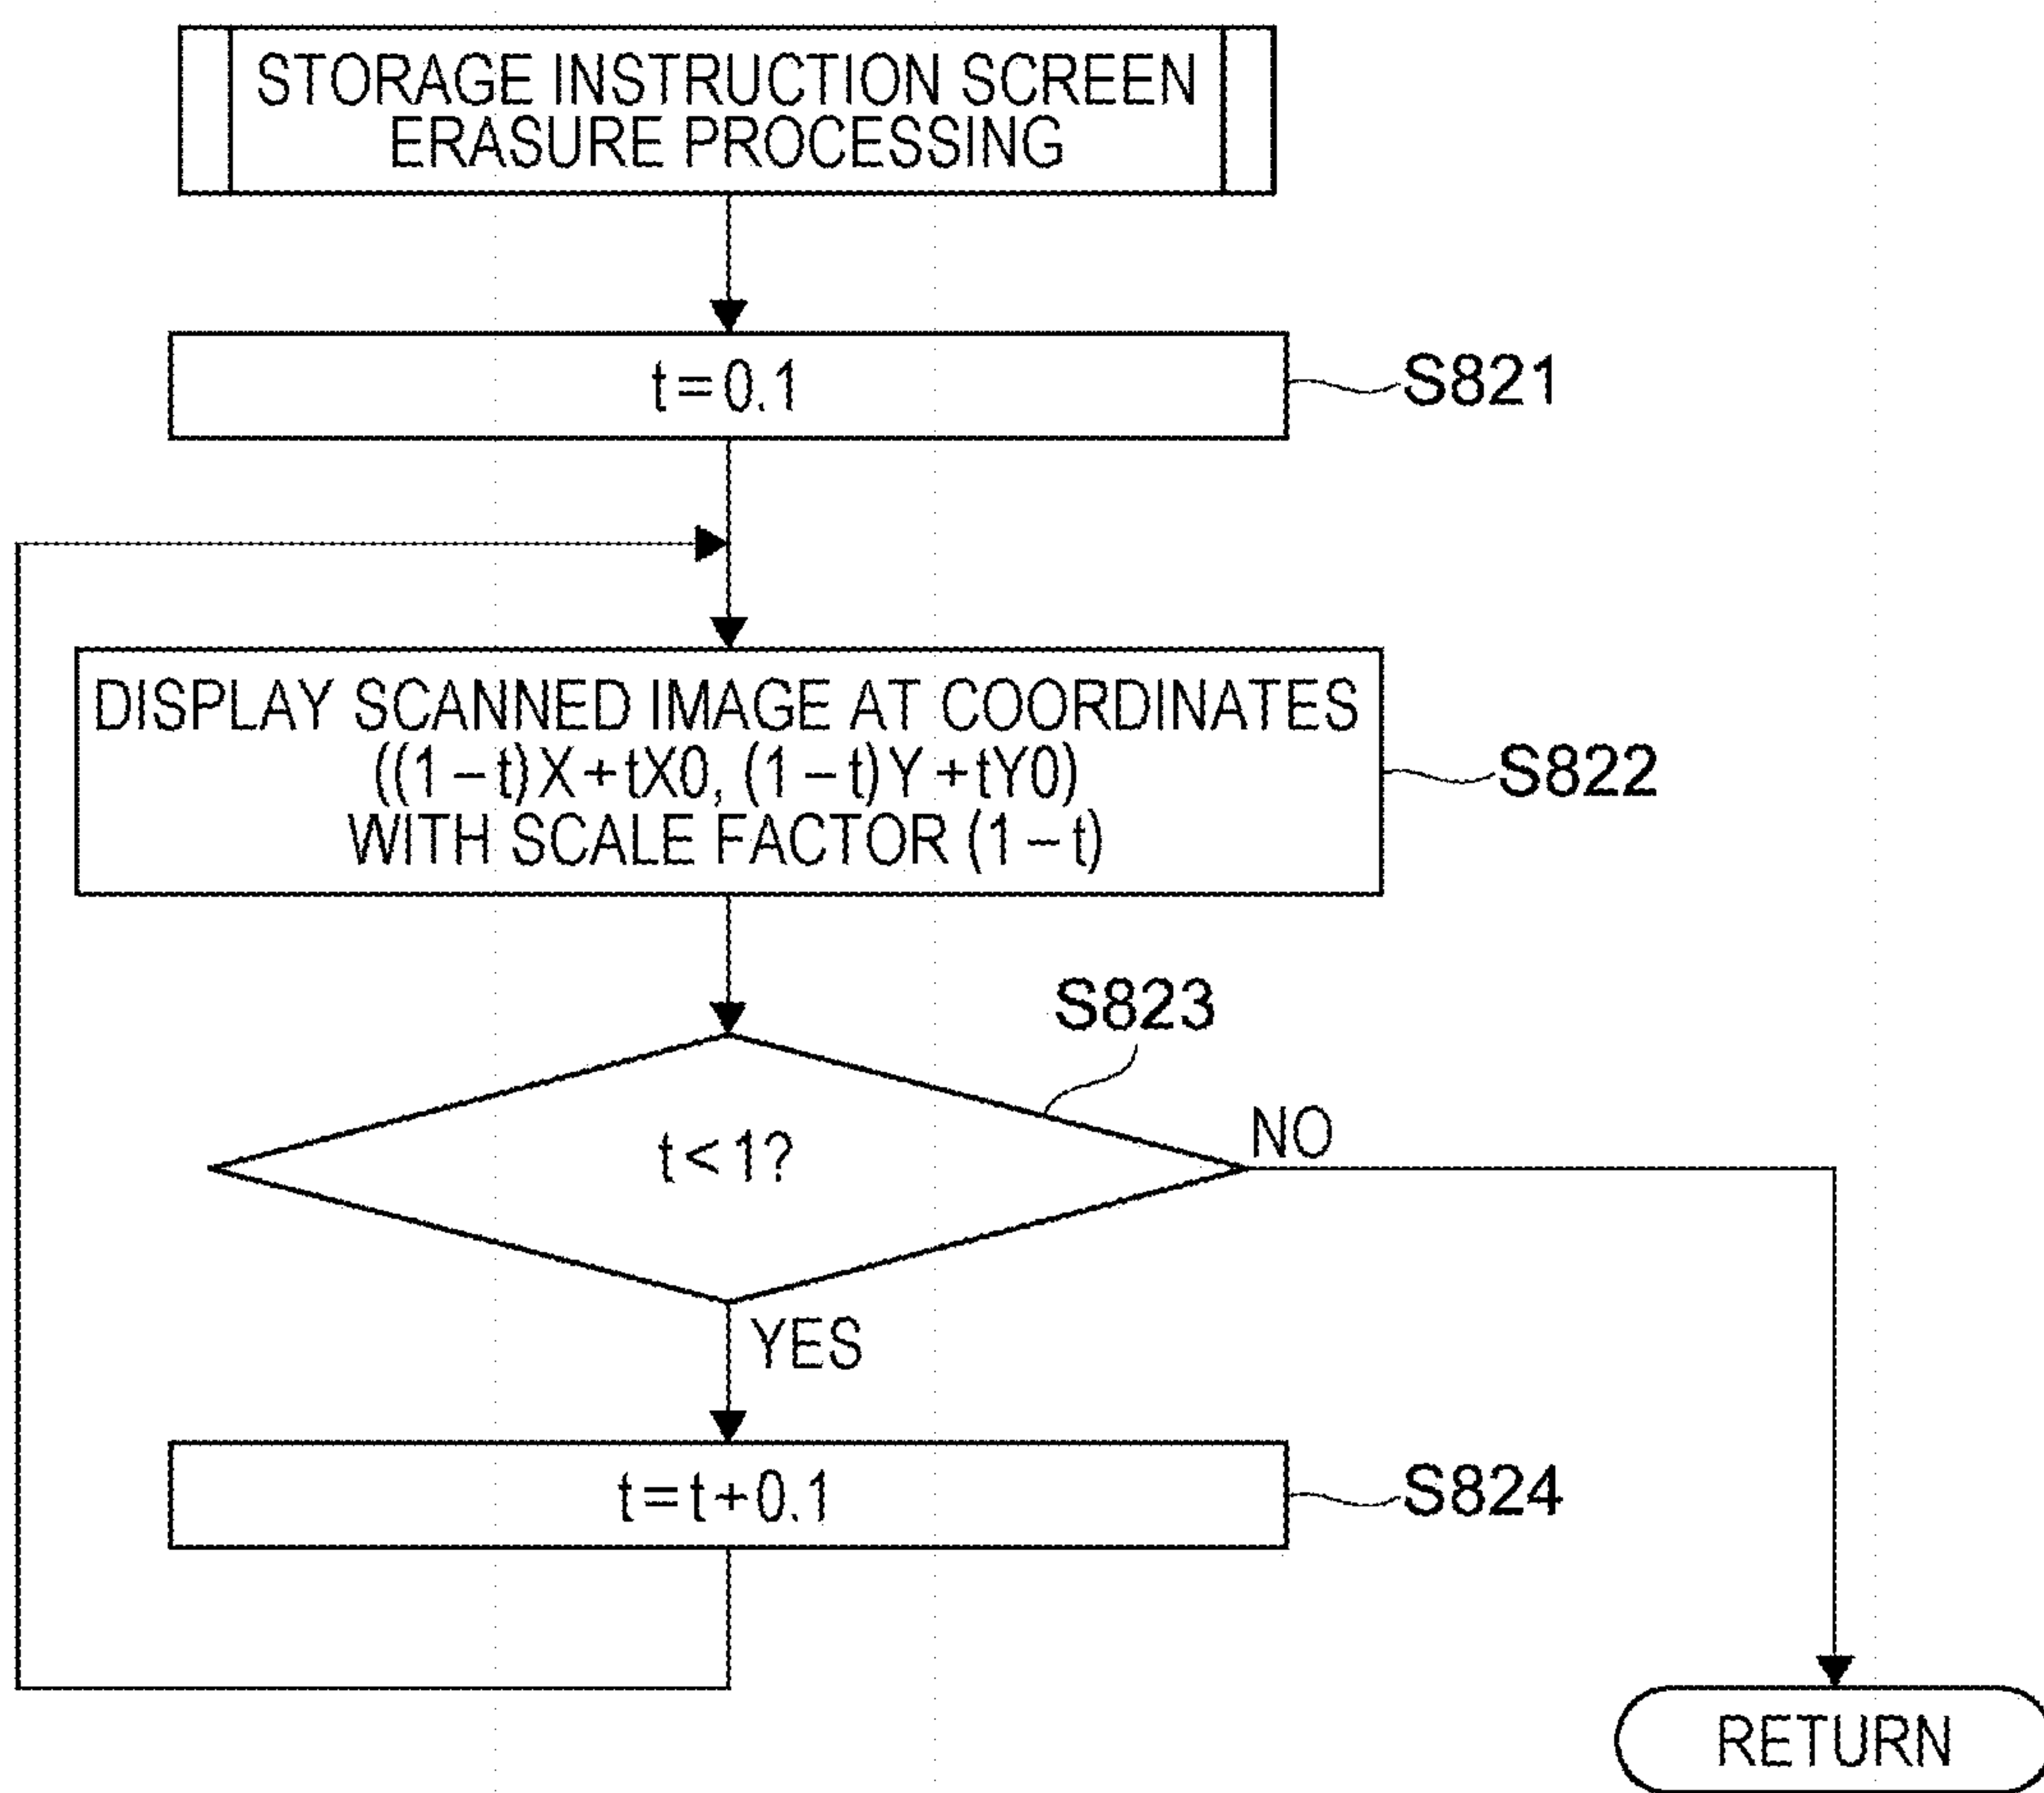 STORAGE INSTRUCTION SCREEN
ERASURE PROCESSING
t=0.1
S821
DISPLAY SCANNED IMAGE AT COORDINATES
((1–t)X+tX0, (1–t)Y+tY0)
WITH SCALE FACTOR (1–t)
S822
S823
t<1?
NO
YES
t=t+0.1
S824
RETURN